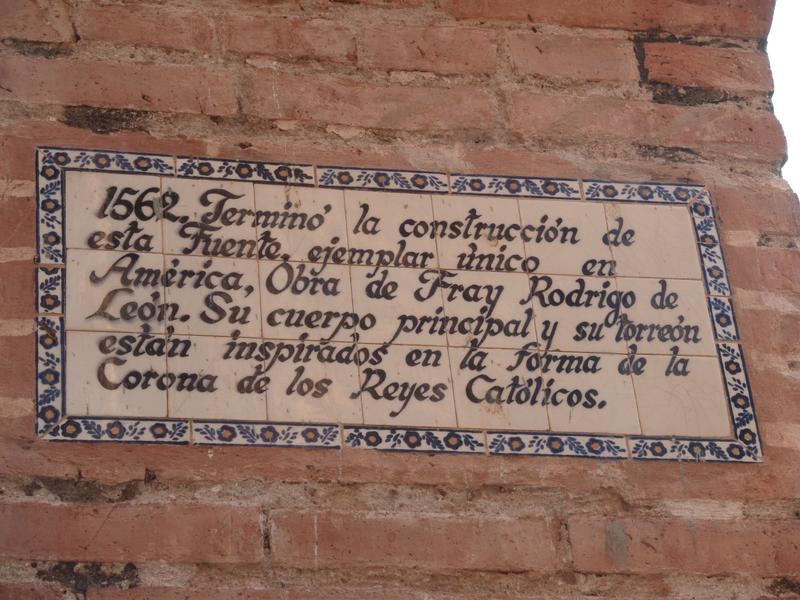 1562. Terminó la construcción de
esta Fuente, ejemplar único en
América, Obra de Fray Rodrigo de
León. Su cuerpo principal y su torreón
están inspirados en la forma de la
Corona de los Reyes Católicos.